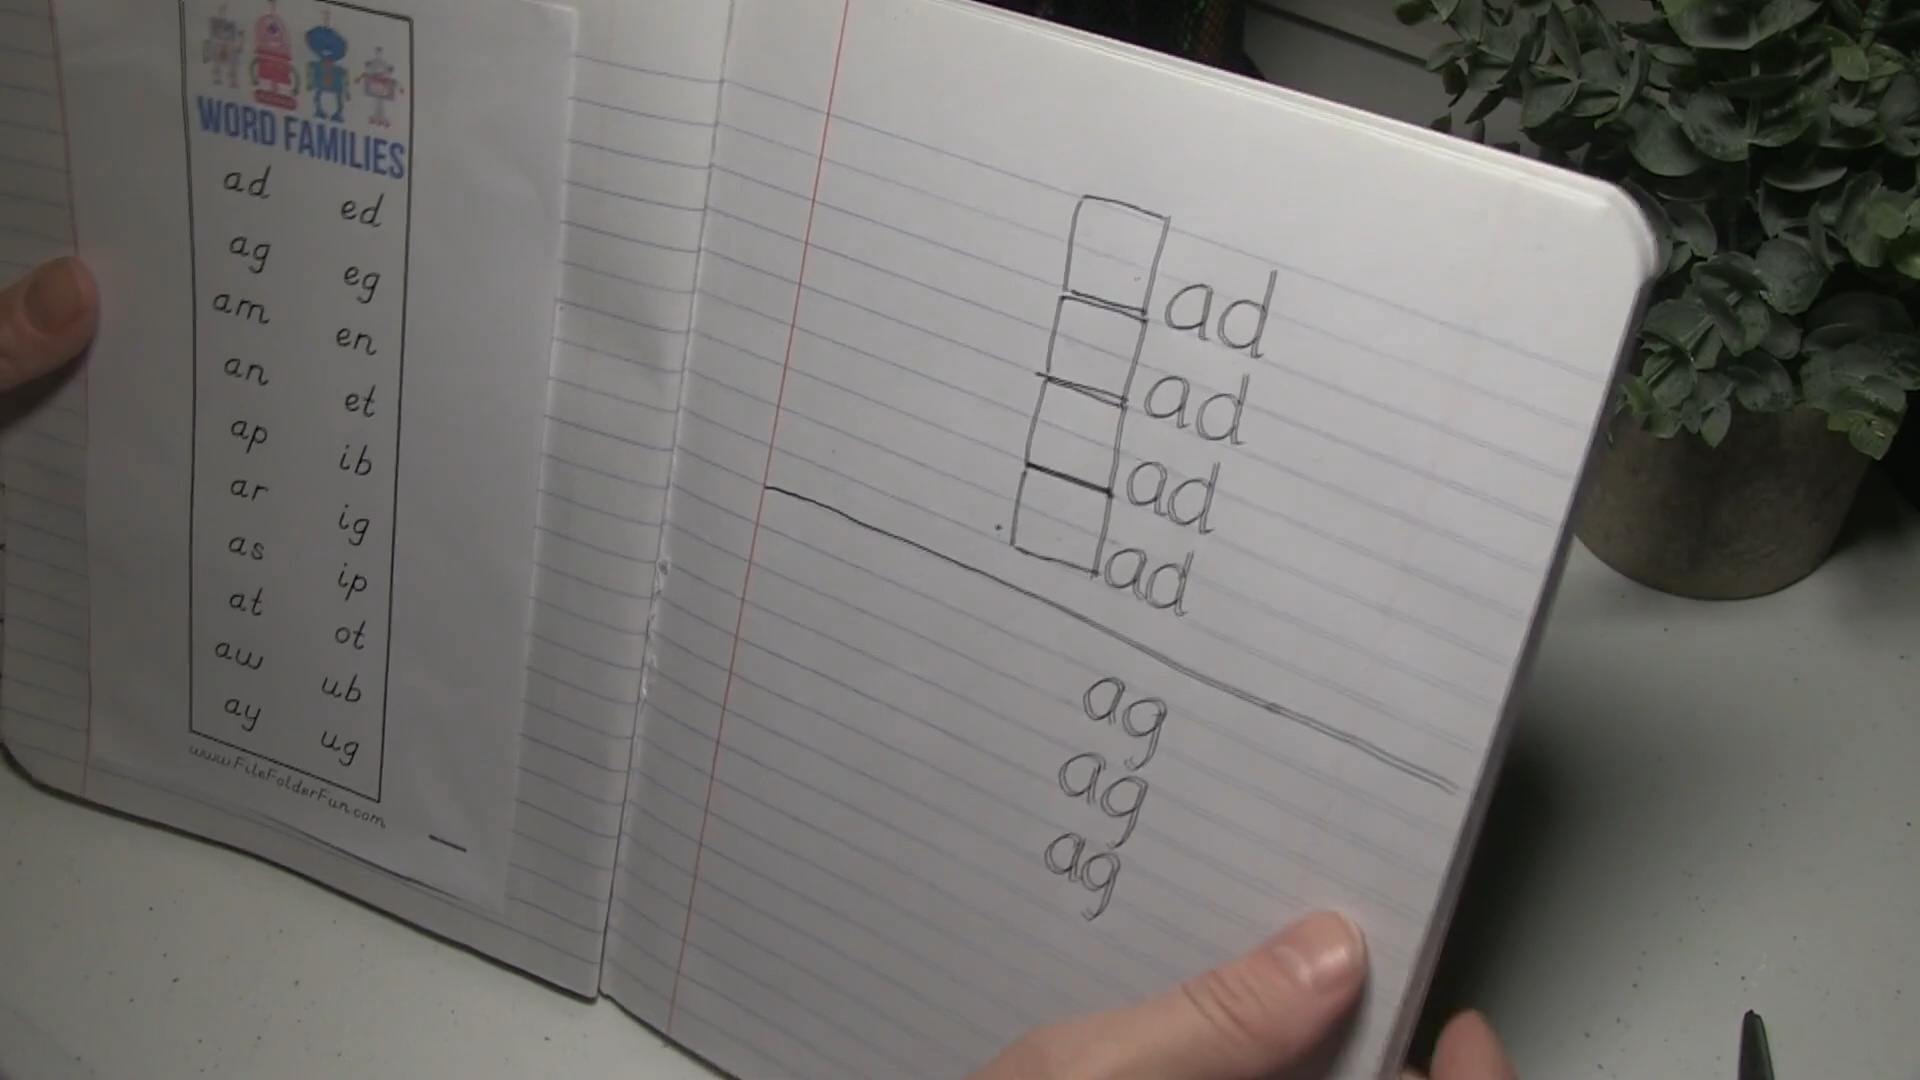 WORD FAMILIES
ad ed
ag eg
am en
an et
ap ib
ar ig
as ip
at ot
aw ub
ay ug
www.FileFolderFun.com
ad
ad
ad
ad
ag
ag
ag